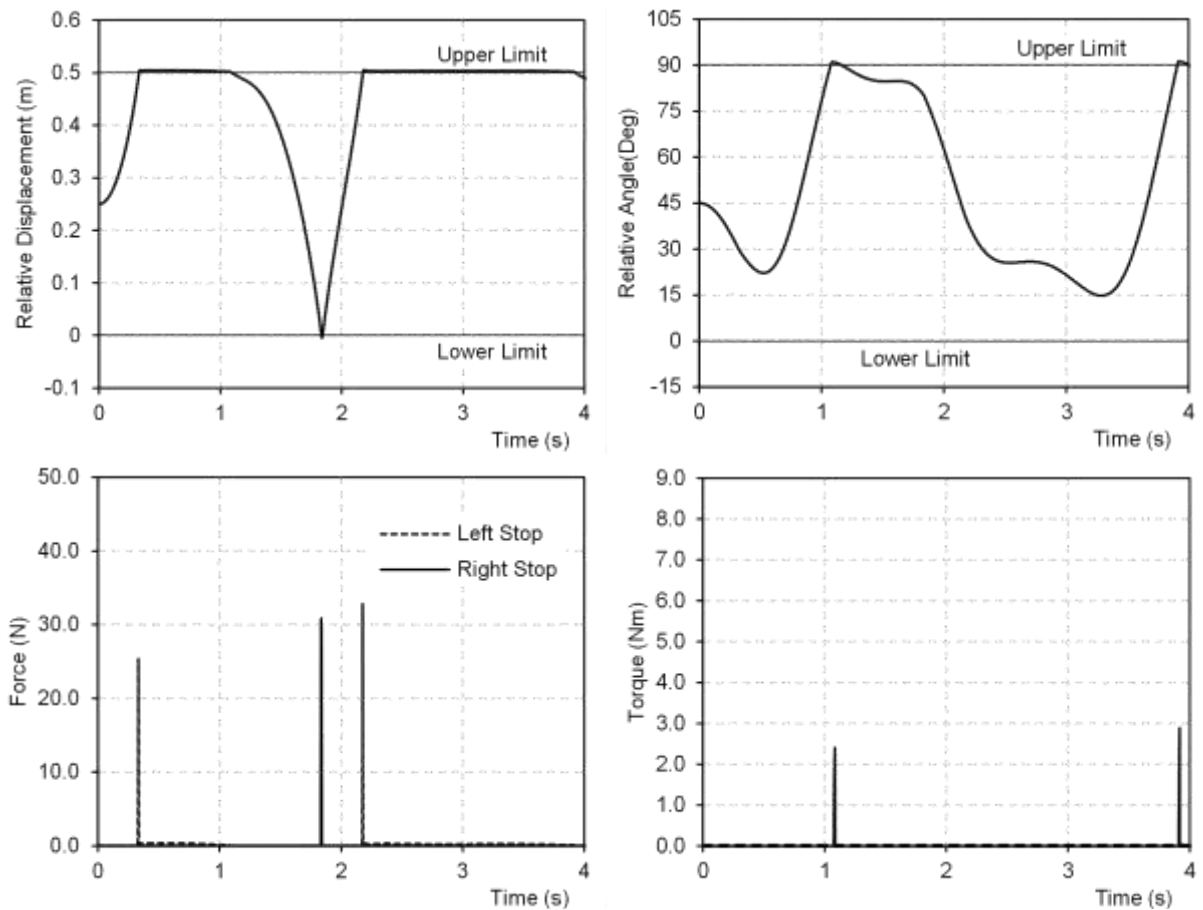 0.6
0.5
0.4
0.3
0.2
0.1
0
-0.1
Relative Displacement (m)
Upper Limit
Lower Limit
0 1 2 3 4
Time (s)
105
90
75
60
45
30
15
0
-15
Relative Angle(Deg)
Upper Limit
Lower Limit
0 1 2 3 4
Time (s)
50.0
40.0
30.0
20.0
10.0
0.0
Force (N)
Left Stop
Right Stop
0 1 2 3 4
Time (s)
9.0
8.0
7.0
6.0
5.0
4.0
3.0
2.0
1.0
0.0
Torque (Nm)
0 1 2 3 4
Time (s)